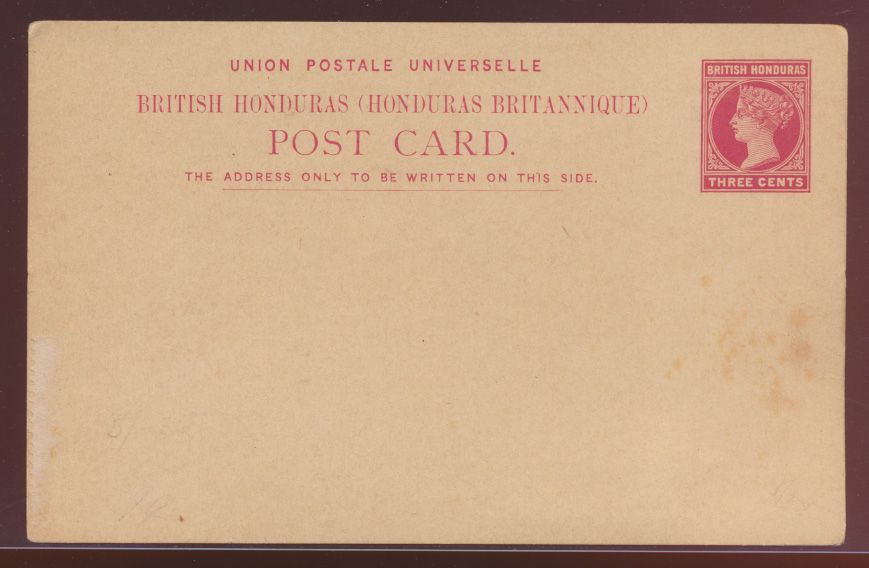 UNION POSTALE UNIVERSELLE
BRITISH HONDURAS (HONDURAS BRITANNIQUE)
POST CARD.
THE ADDRESS ONLY TO BE WRITTEN ON THIS SIDE.
BRITISH HONDURAS
THREE CENTS